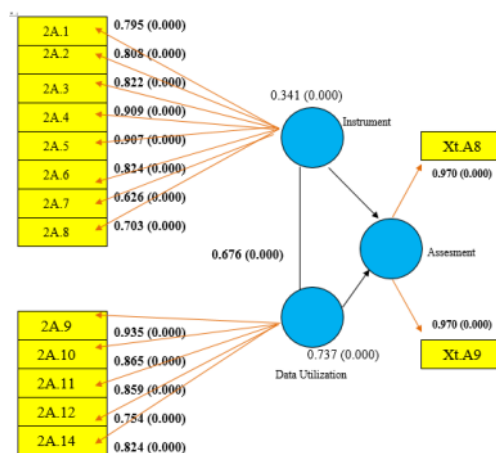 2A.1
0.795 (0.000)
2A.2
0.808 (0.000)
2A.3
0.822 (0.000)
2A.4
0.909 (0.000)
2A.5
0.907 (0.000)
2A.6
0.824 (0.000)
2A.7
0.626 (0.000)
2A.8
0.703 (0.000)
0.341 (0.000)
Instrument
Xt.A8
0.970 (0.000)
0.676 (0.000)
Assesment
2A.9
0.935 (0.000)
2A.10
0.865 (0.000)
2A.11
0.859 (0.000)
2A.12
0.754 (0.000)
2A.14
0.824 (0.000)
0.737 (0.000)
Data Utilization
0.970 (0.000)
Xt.A9